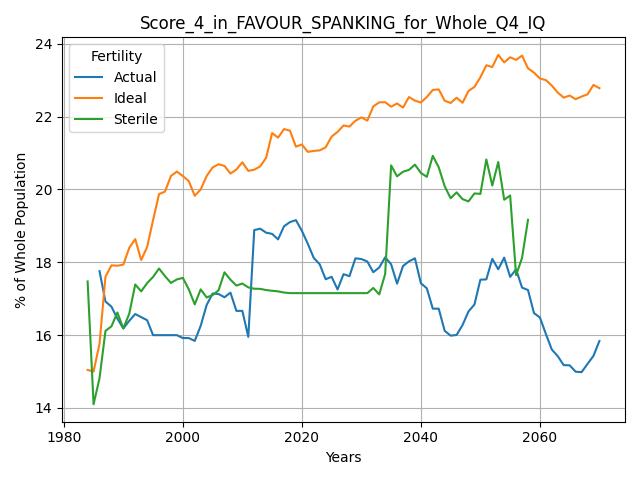 Score_4_in_FAVOUR_SPANKING_for_Whole_Q4_IQ
Fertility
Actual
Ideal
Sterile
% of Whole Population
24
22
20
18
16
14
1980
2000
2020
2040
2060
Years